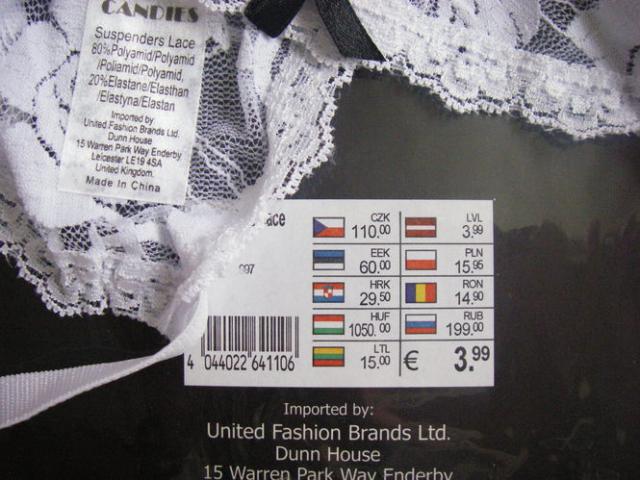 CANDIES
Suspenders Lace
80%Polyamid/Polyamid
/Poliamid/Polyamid,
20%Elastane/Elasthan
/Elastyna/Elastan
Imported by:
United Fashion Brands Ltd.
Dunn House
15 Warren Park Way Enderby
Leicester LE19 4SA
United Kingdom.
Made In China
ace
097
CZK 110.00
LVL 3.99
EEK 60.00
PLN 15.95
HRK 29.50
RON 14.90
HUF 1050.00
RUB 199.00
LTL 15.00
€ 3.99
4 044022 641106
Imported by:
United Fashion Brands Ltd.
Dunn House
15 Warren Park Way Enderby